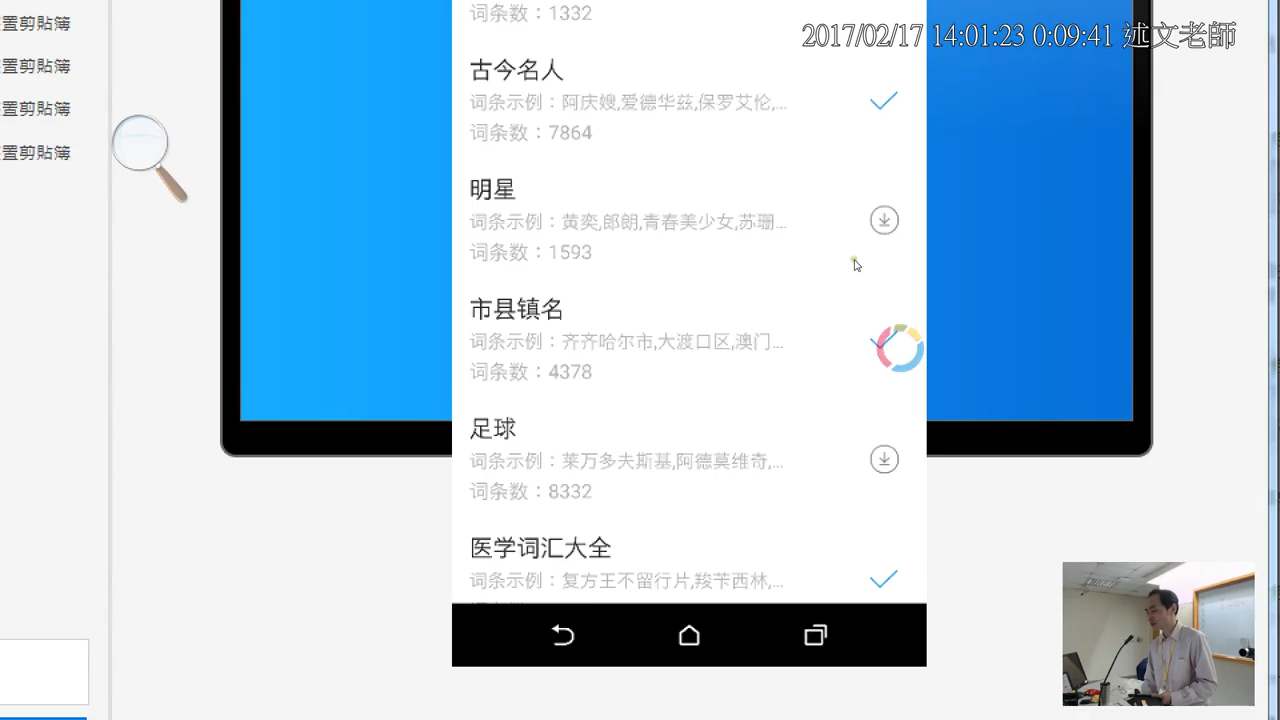 置剪貼簿
置剪貼簿
置剪貼簿
置剪貼簿
2017/02/17 14:01:23 0:09:41 述文老師
词条数：1332
古今名人
词条示例：阿庆嫂,爱德华兹,保罗艾伦,...
词条数：7864
明星
词条示例：黄奕,郎朗,青春美少女,苏珊...
词条数：1593
市县镇名
词条示例：齐齐哈尔市,大渡口区,澳门...
词条数：4378
足球
词条示例：莱万多夫斯基,阿德莫维奇,...
词条数：8332
医学词汇大全
词条示例：复方王不留行片,羧苄西林,...